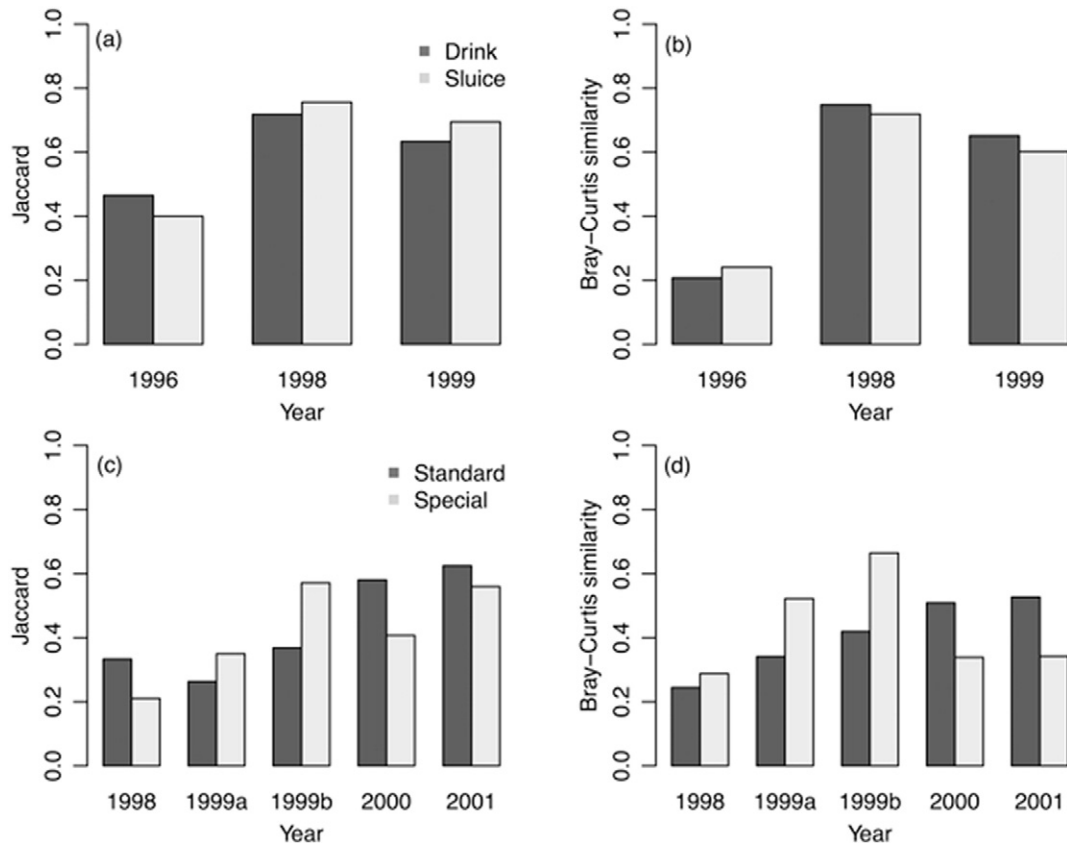 (a)
Drink
Sluice
Jaccard
0.0 0.2 0.4 0.6 0.8 1.0
1996 1998 1999
Year
(b)
Bray−Curtis similarity
0.0 0.2 0.4 0.6 0.8 1.0
1996 1998 1999
Year
(c)
Standard
Special
Jaccard
0.0 0.2 0.4 0.6 0.8 1.0
1998 1999a 1999b 2000 2001
Year
(d)
Bray−Curtis similarity
0.0 0.2 0.4 0.6 0.8 1.0
1998 1999a 1999b 2000 2001
Year